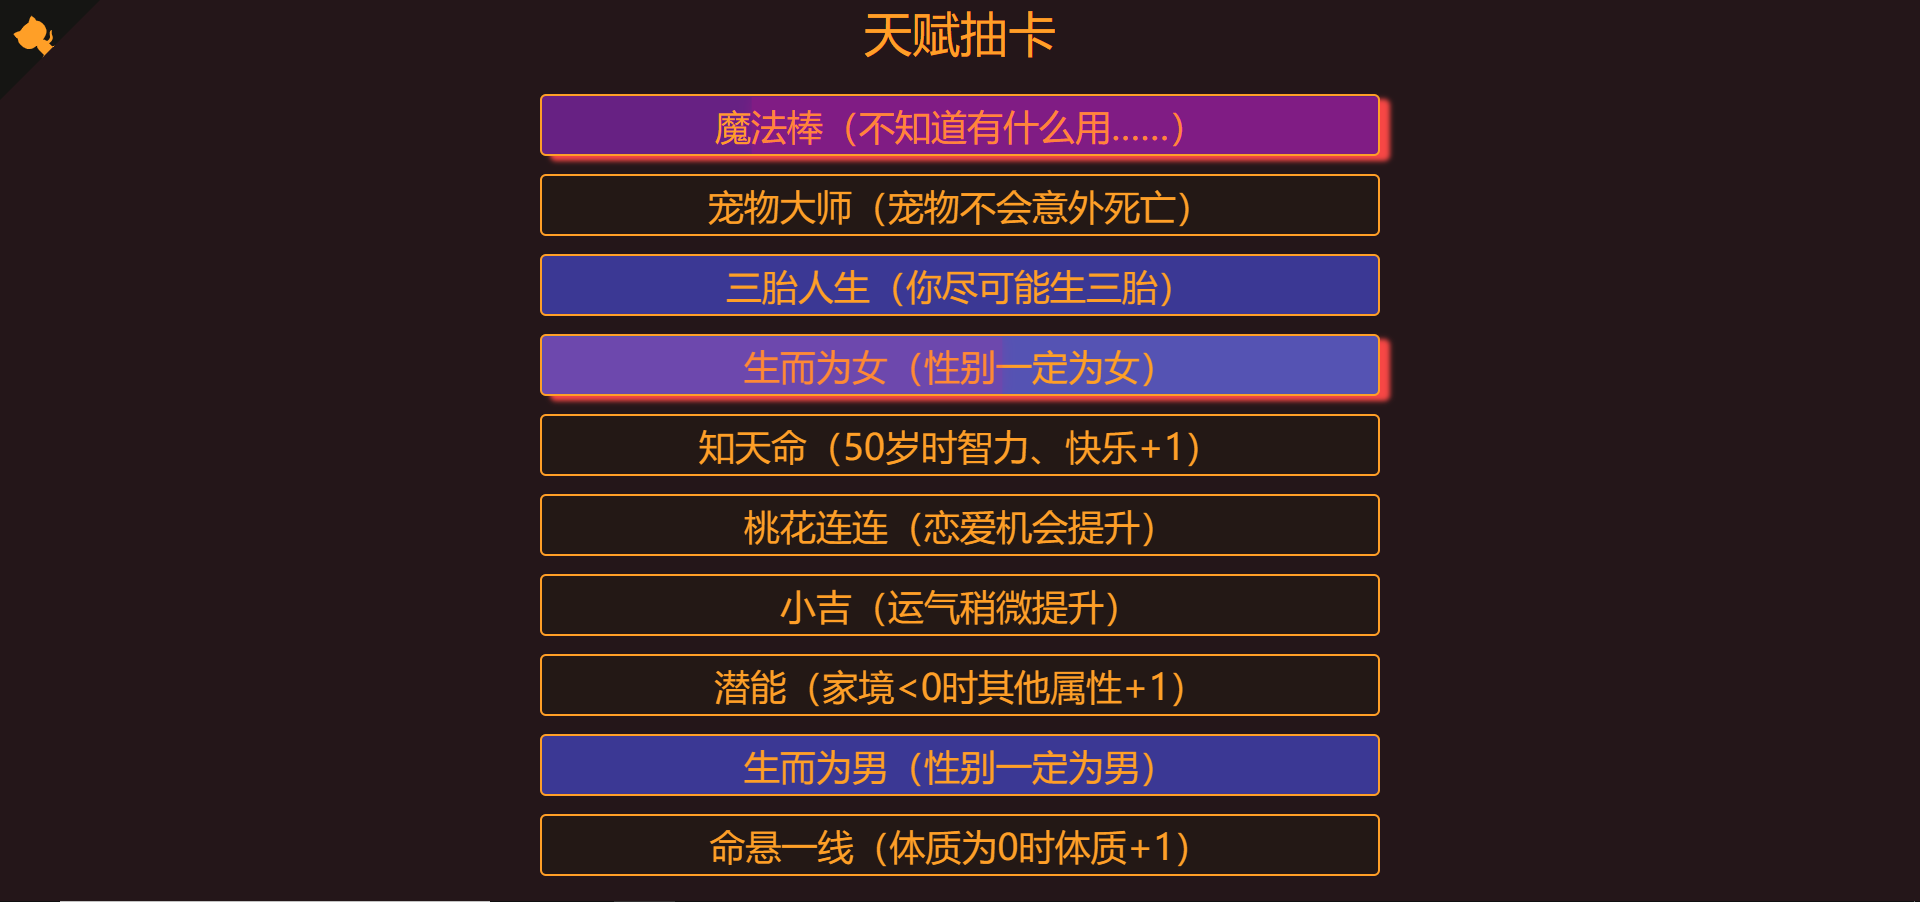 天赋抽卡
魔法棒（不知道有什么用......）
宠物大师（宠物不会意外死亡）
三胎人生（你尽可能生三胎）
生而为女（性别一定为女）
知天命（50岁时智力、快乐+1）
桃花连连（恋爱机会提升）
小吉（运气稍微提升）
潜能（家境<0时其他属性+1）
生而为男（性别一定为男）
命悬一线（体质为0时体质+1）